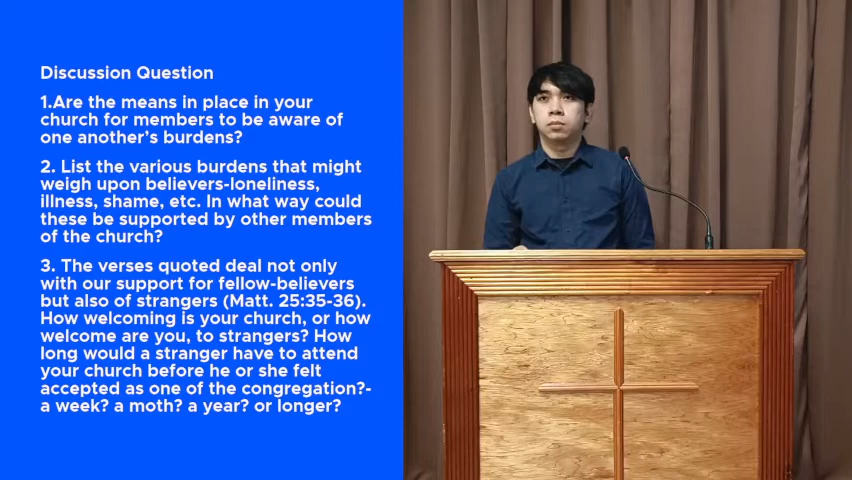 Discussion Question
1.Are the means in place in your
church for members to be aware of
one another's burdens?
2. List the various burdens that might
weigh upon believers-loneliness,
illness, shame, etc. In what way could
these be supported by other members
of the church?
3. The verses quoted deal not only
with our support for fellow-believers
but also of strangers (Matt. 25:35-36).
How welcoming is your church, or how
welcome are you, to strangers? How
long would a stranger have to attend
your church before he or she felt
accepted as one of the congregation?-
a week? a moth? a year? or longer?